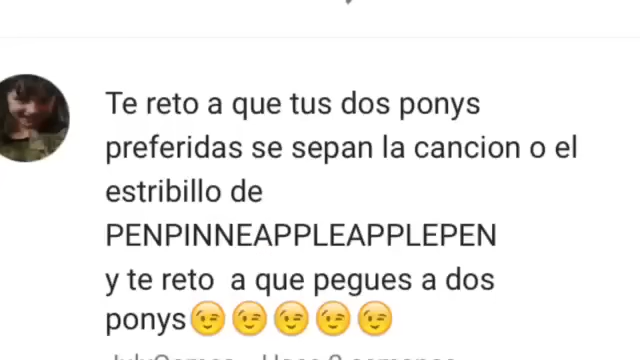 Te reto a que tus dos ponys
preferidas se sepan la cancion o el
estribillo de
PENPINNEAPPLEAPPLEPEN
y te reto  a que pegues a dos
ponys😉😉😉😉😉